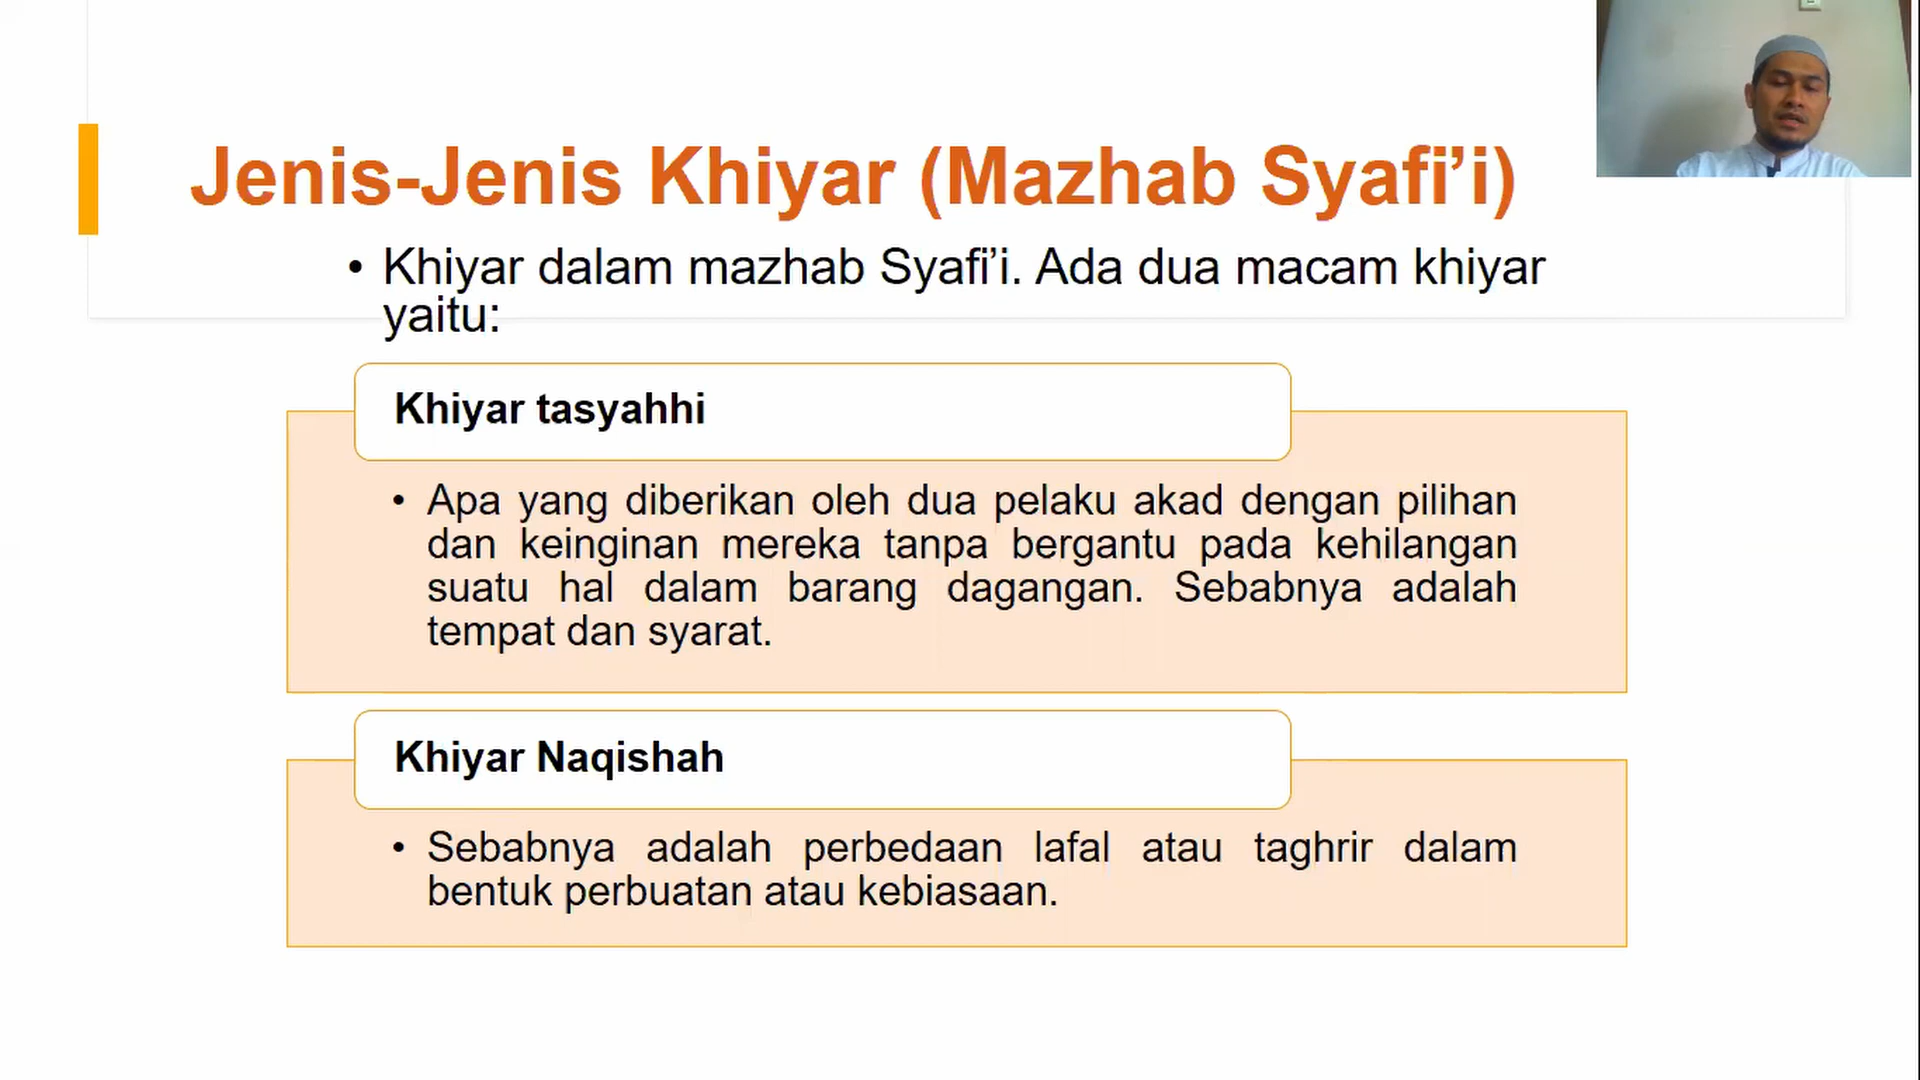 Jenis-Jenis Khiyar (Mazhab Syafi’i)
• Khiyar dalam mazhab Syafi’i. Ada dua macam khiyar
yaitu:
Khiyar tasyahhi
• Apa yang diberikan oleh dua pelaku akad dengan pilihan
dan keinginan mereka tanpa bergantu pada kehilangan
suatu hal dalam barang dagangan. Sebabnya adalah
tempat dan syarat.
Khiyar Naqishah
• Sebabnya adalah perbedaan lafal atau taghrir dalam
bentuk perbuatan atau kebiasaan.